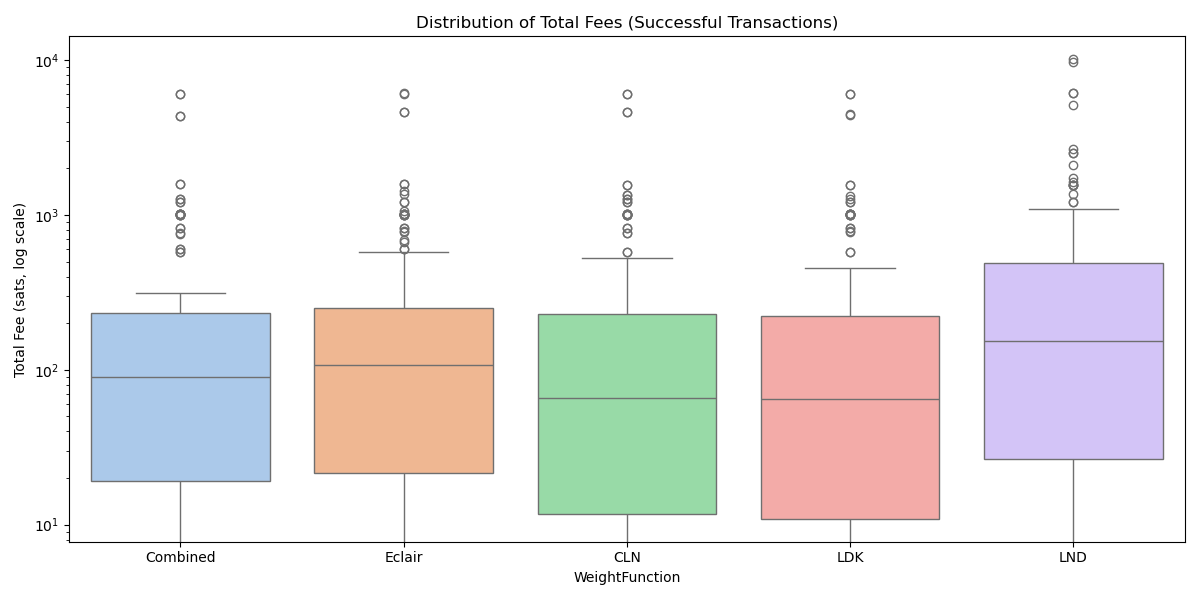 Distribution of Total Fees (Successful Transactions)
Total Fee (sats, log scale)
10⁴
10³
10²
10¹
Combined
Eclair
CLN
LDK
LND
WeightFunction